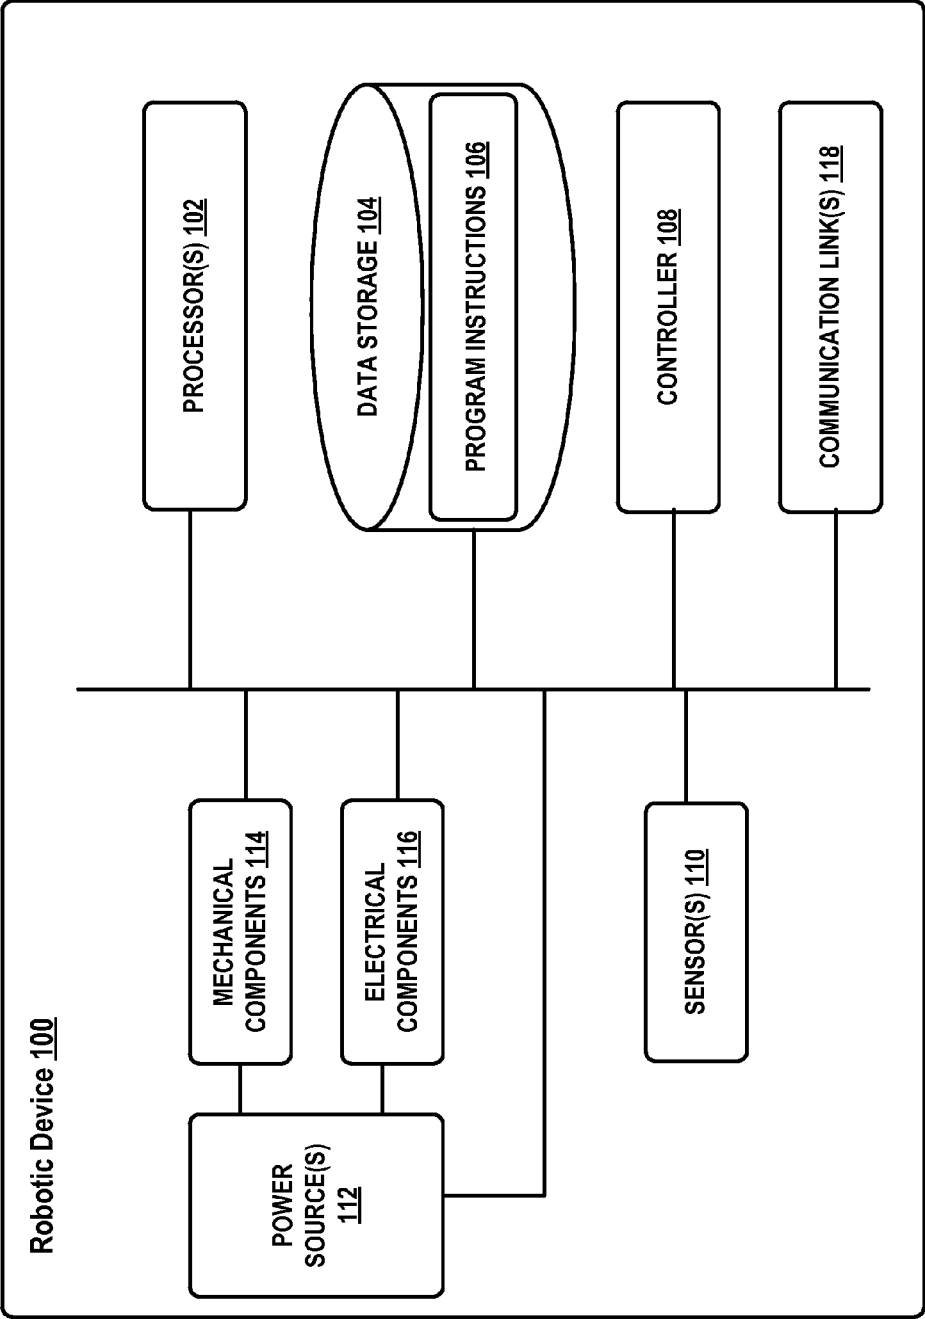 Robotic Device 100
PROCESSOR(S) 102
DATA STORAGE 104
PROGRAM INSTRUCTIONS 106
CONTROLLER 108
COMMUNICATION LINK(S) 118
MECHANICAL
COMPONENTS 114
ELECTRICAL
COMPONENTS 116
SENSOR(S) 110
POWER
SOURCE(S)
112